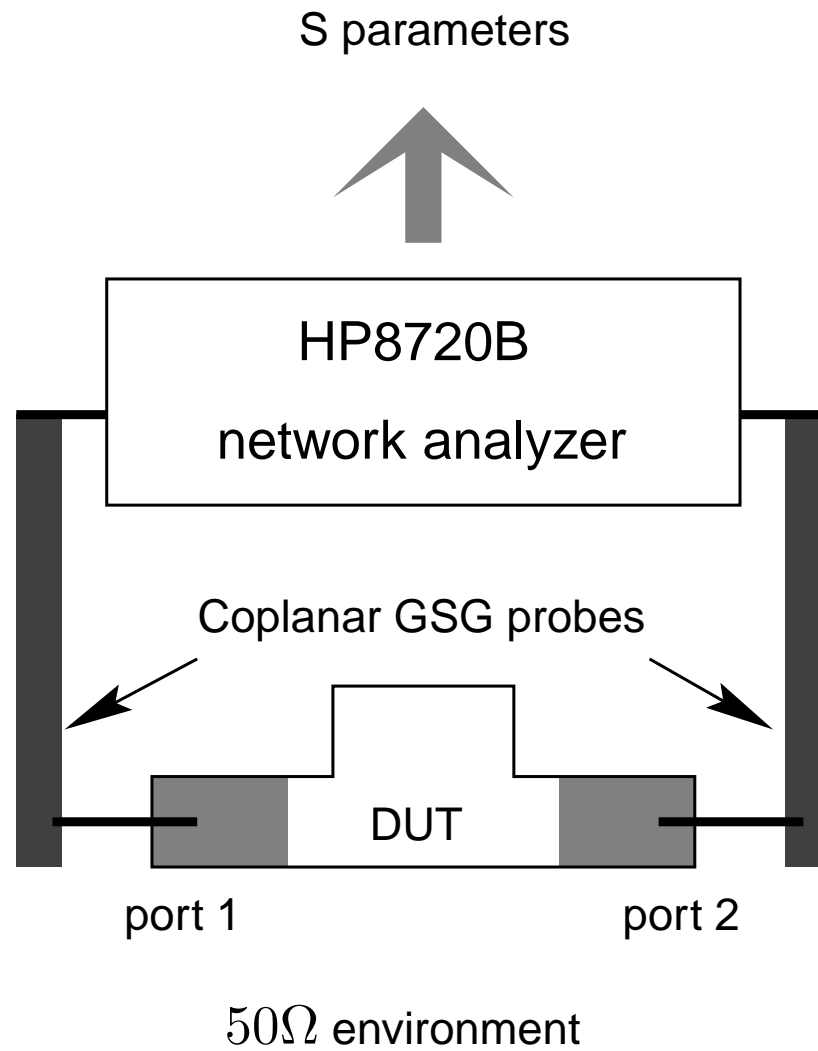 S parameters
HP8720B
network analyzer
Coplanar GSG probes
DUT
port 1
port 2
50Ω environment